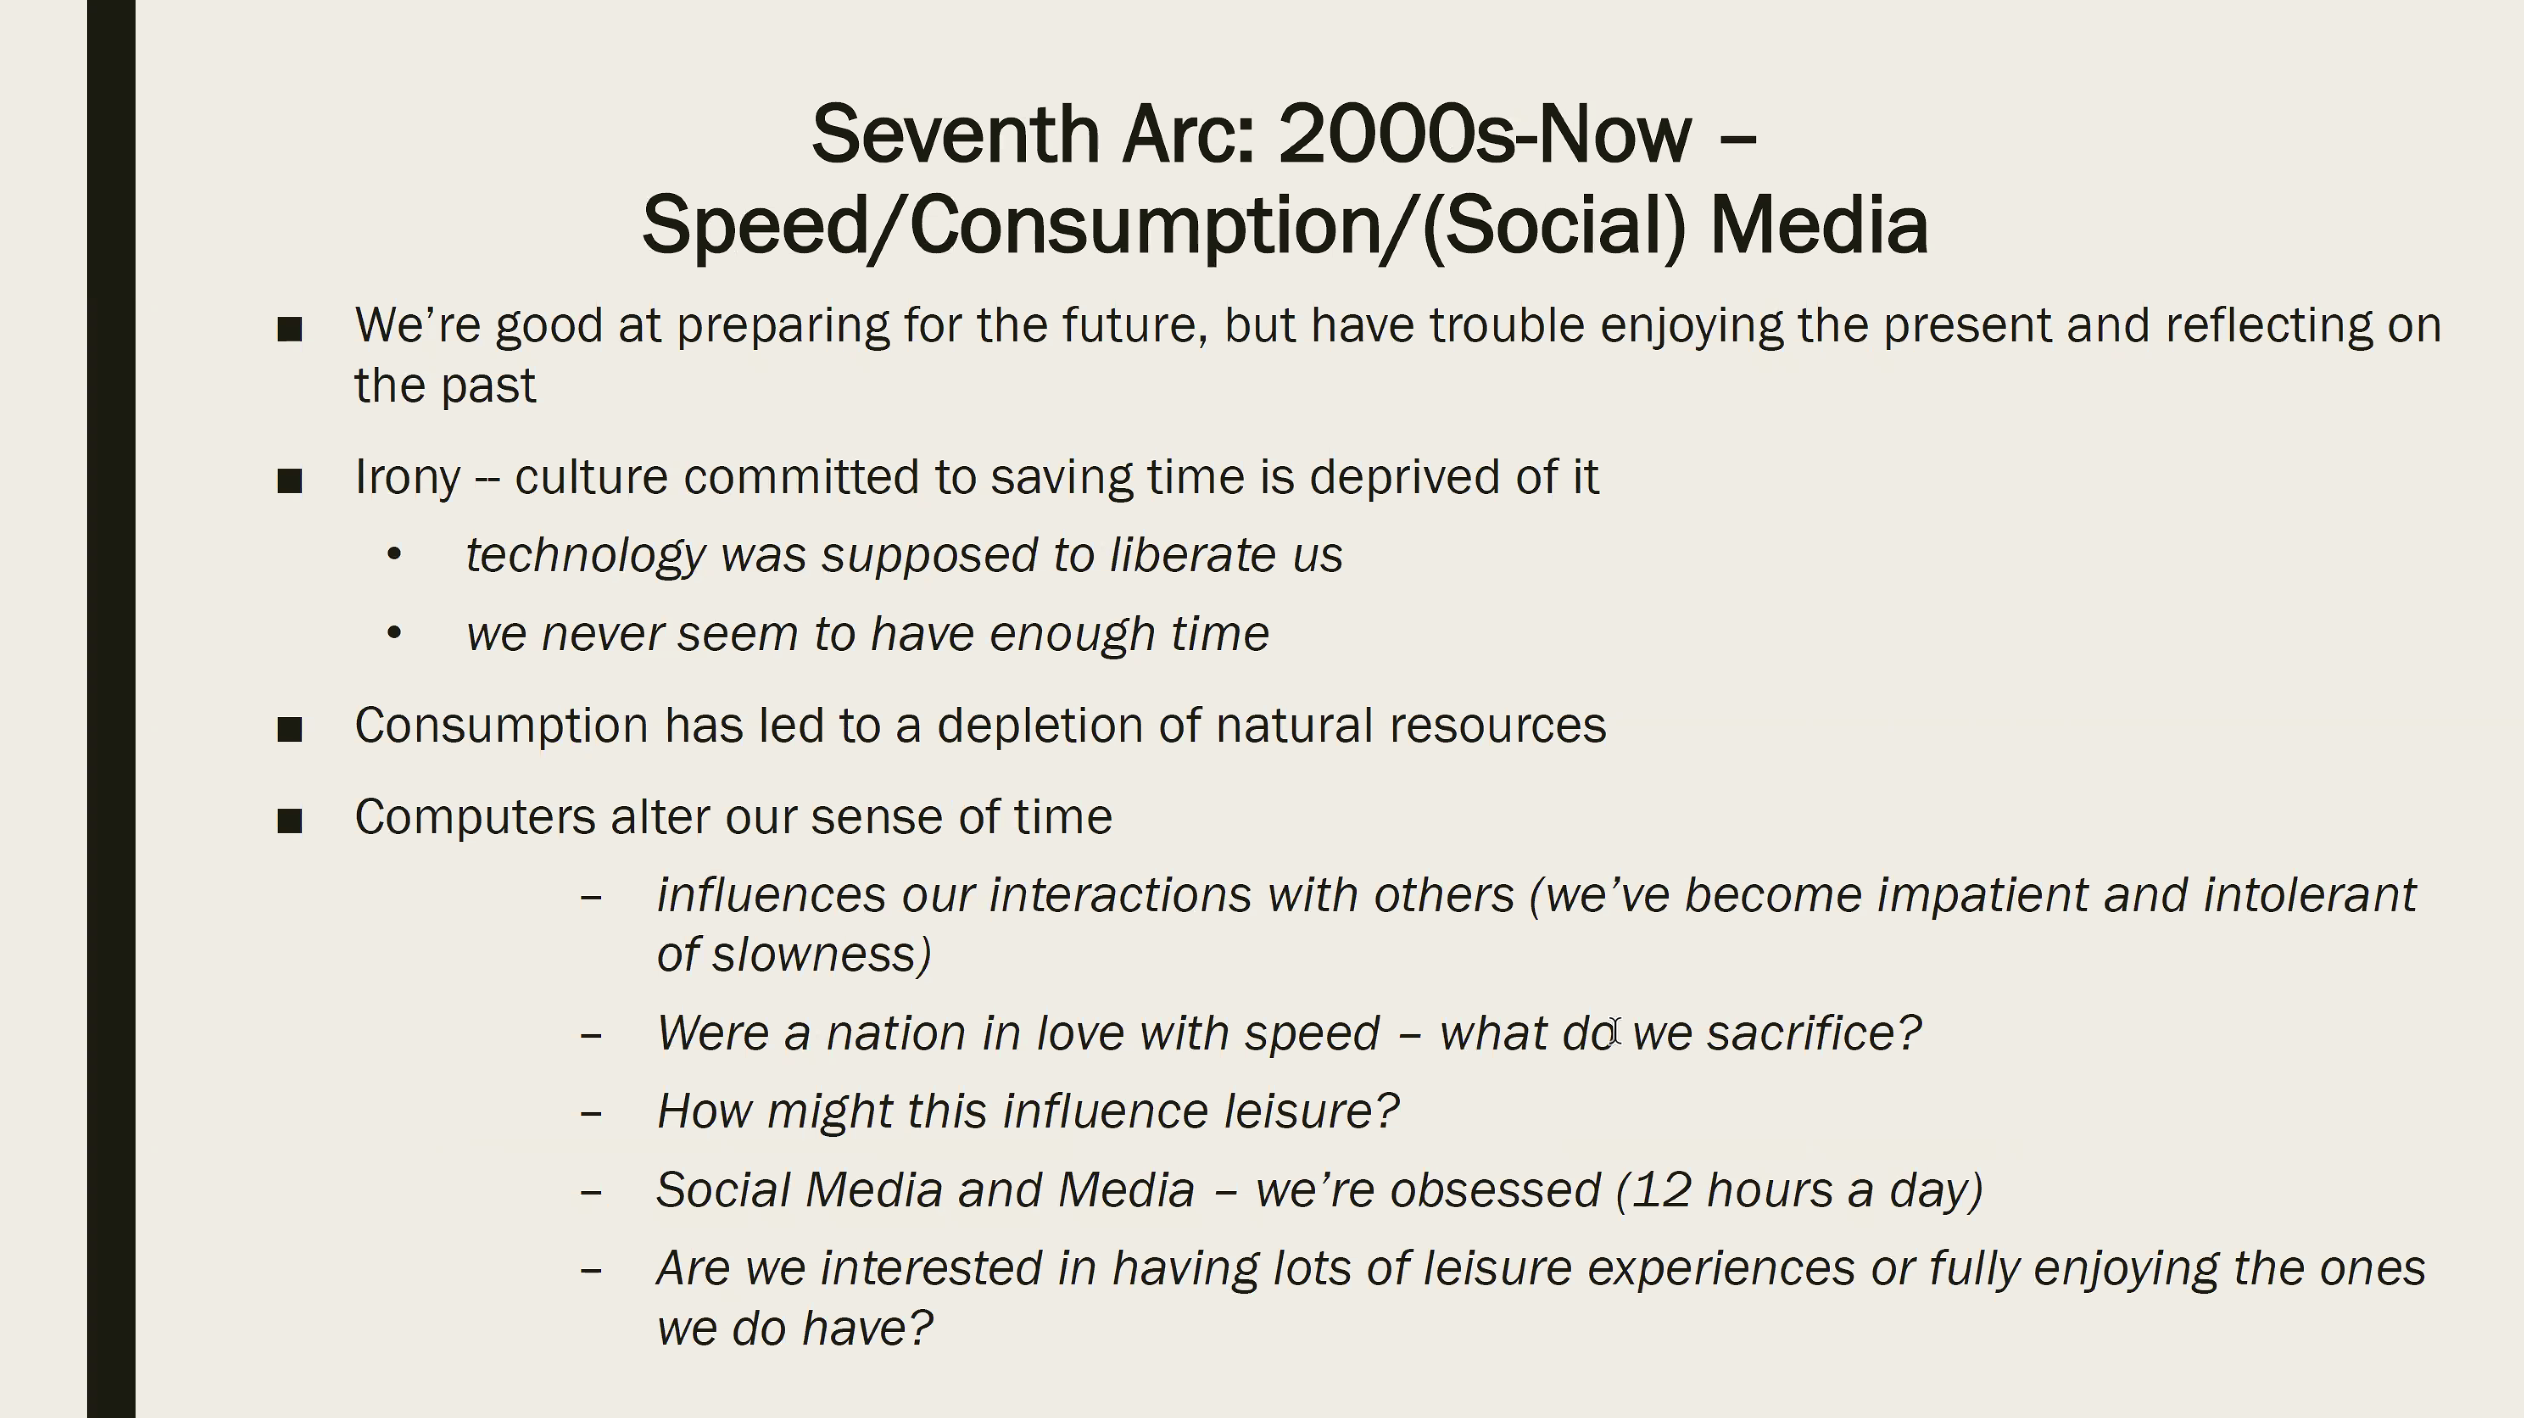 Seventh Arc: 2000s-Now –
Speed/Consumption/(Social) Media
■ We’re good at preparing for the future, but have trouble enjoying the present and reflecting on
the past
■ Irony -- culture committed to saving time is deprived of it
• technology was supposed to liberate us
• we never seem to have enough time
■ Consumption has led to a depletion of natural resources
■ Computers alter our sense of time
– influences our interactions with others (we’ve become impatient and intolerant
of slowness)
– Were a nation in love with speed – what do we sacrifice?
– How might this influence leisure?
– Social Media and Media – we’re obsessed (12 hours a day)
– Are we interested in having lots of leisure experiences or fully enjoying the ones
we do have?